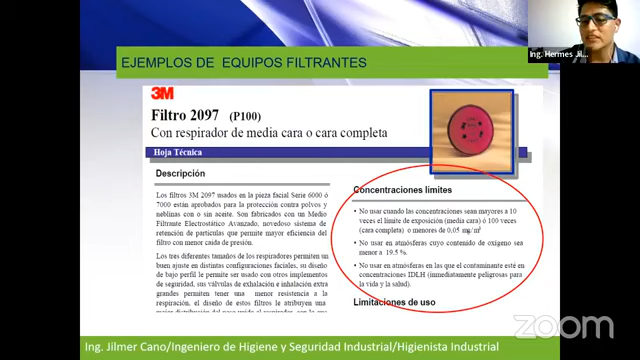 Ing. Hermes Jil...
EJEMPLOS DE EQUIPOS FILTRANTES
3M
Filtro 2097 (P100)
Con respirador de media cara o cara completa
Hoja Técnica
Descripción
Los filtros 3M 2097 usados en la pieza facial Serie 6000 ó
7000 están aprobados para la protección contra polvos y
neblinas con o sin aceite. Son fabricados con un Medio
Filtrante Electrostático Avanzado, novedoso sistema de
retención de partículas que permite mayor eficiencia del
filtro con menor caída de presión.
Los tres diferentes tamaños de los respiradores permiten un
buen ajuste en distintas configuraciones faciales, su diseño
de bajo perfil le permite ser usado con otros implementos
de seguridad, sus válvulas de exhalación e inhalación extra
grandes permiten tener una menor resistencia a la
respiración, el diseño de estos filtros le atribuyen una
Concentraciones límites
• No usar cuando las concentraciones sean mayores a 10
veces el límite de exposición (media cara) ó 100 veces
(cara completa) o menores de 0,05 mg/m³
• No usar en atmósferas cuyo contenido de oxígeno sea
menor a 19.5 %.
• No usar en atmósferas en las que el contaminante esté en
concentraciones IDLH (inmediatamente peligrosas para
la vida y la salud).
Limitaciones de uso
zoom
Ing. Jilmer Cano/Ingeniero de Higiene y Seguridad Industrial/Higienista Industrial